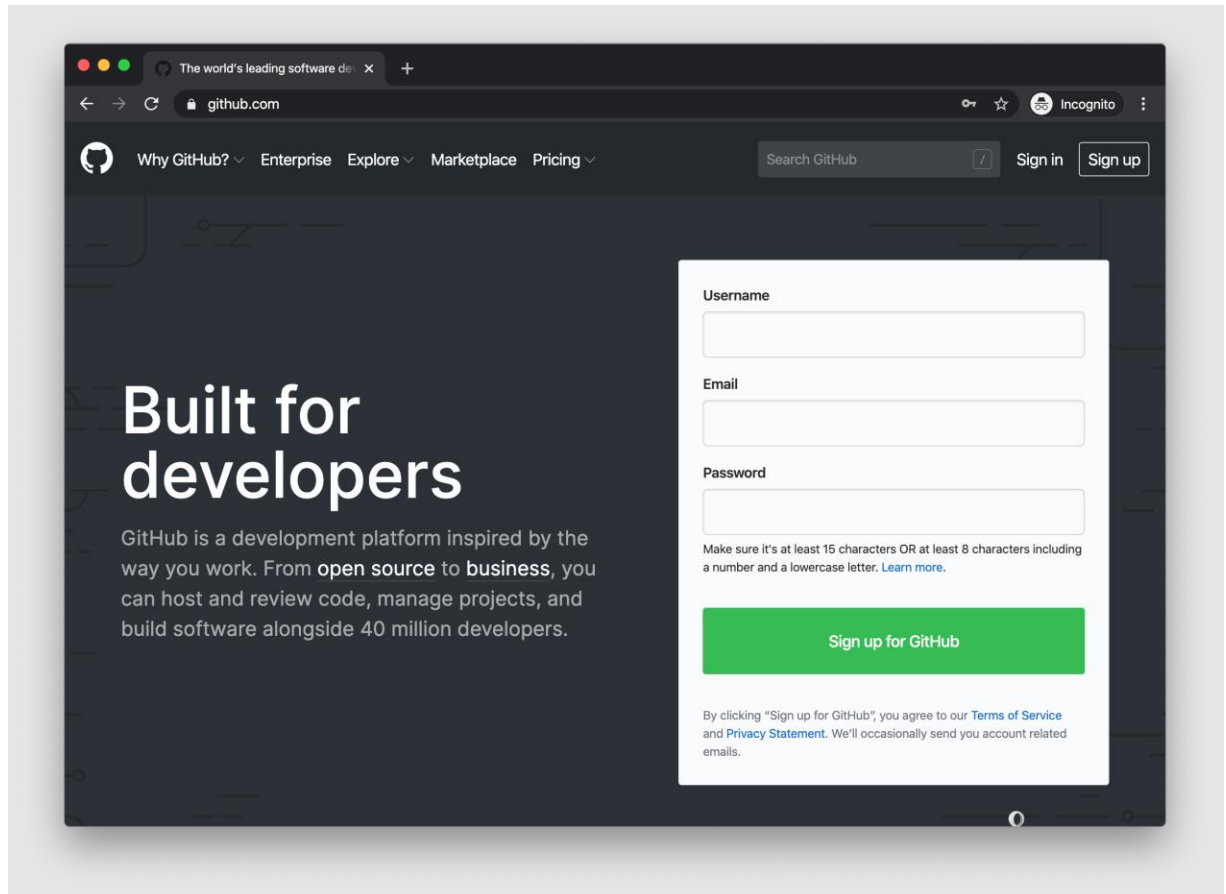 The world's leading software de
github.com
Incognito
Why GitHub? Enterprise Explore Marketplace Pricing
Search GitHub /
Sign in
Sign up
Built for
developers
GitHub is a development platform inspired by the
way you work. From open source to business, you
can host and review code, manage projects, and
build software alongside 40 million developers.
Username
Email
Password
Make sure it's at least 15 characters OR at least 8 characters including
a number and a lowercase letter. Learn more.
Sign up for GitHub
By clicking “Sign up for GitHub”, you agree to our Terms of Service
and Privacy Statement. We’ll occasionally send you account related
emails.